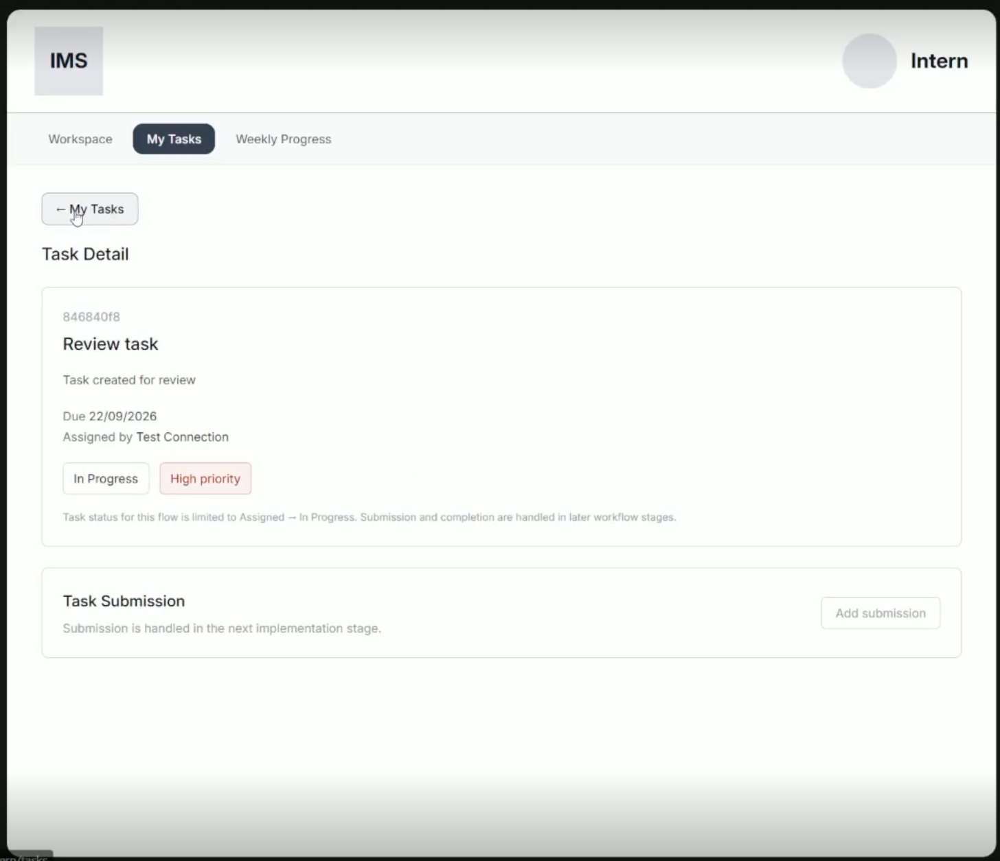 IMS
Intern
Workspace
My Tasks
Weekly Progress
← My Tasks
Task Detail
846840f8
Review task
Task created for review
Due 22/09/2026
Assigned by Test Connection
In Progress
High priority
Task status for this flow is limited to Assigned → In Progress. Submission and completion are handled in later workflow stages.
Task Submission
Submission is handled in the next implementation stage.
Add submission